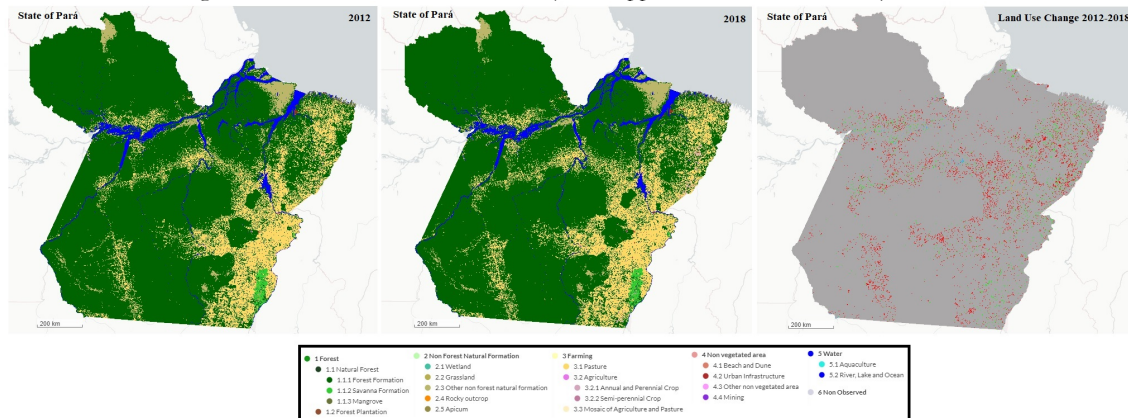 State of Pará
2012
State of Pará
2018
State of Pará
Land Use Change 2012-2018
200 km
200 km
200 km
1 Forest
1.1 Natural Forest
1.1.1 Forest Formation
1.1.2 Savanna Formation
1.1.3 Mangrove
1.2 Forest Plantation
2 Non Forest Natural Formation
2.1 Wetland
2.2 Grassland
2.3 Other non forest natural formation
2.4 Rocky outcrop
2.5 Apicum
3 Farming
3.1 Pasture
3.2 Agriculture
3.2.1 Annual and Perennial Crop
3.2.2 Semi-perennial Crop
3.3 Mosaic of Agriculture and Pasture
4 Non vegetated area
4.1 Beach and Dune
4.2 Urban Infrastructure
4.3 Other non vegetated area
4.4 Mining
5 Water
5.1 Aquaculture
5.2 River, Lake and Ocean
6 Non Observed